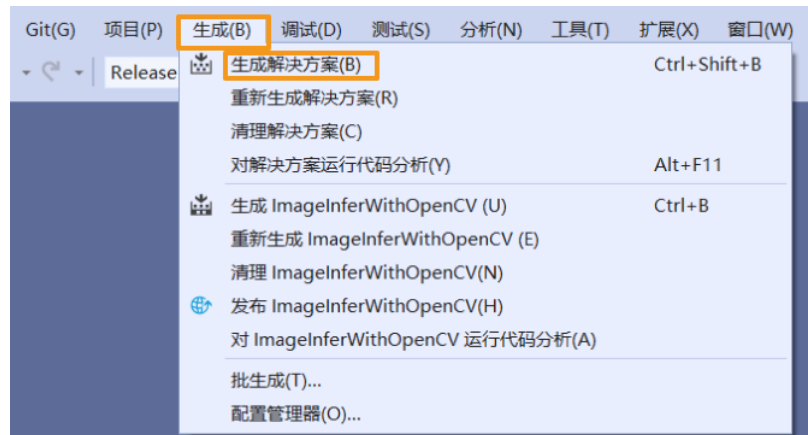 Git(G) 项目(P) 生成(B) 调试(D) 测试(S) 分析(N) 工具(T) 扩展(X) 窗口(W)
Release
生成解决方案(B) Ctrl+Shift+B
重新生成解决方案(R)
清理解决方案(C)
对解决方案运行代码分析(Y) Alt+F11
生成 ImageInferWithOpenCV (U) Ctrl+B
重新生成 ImageInferWithOpenCV (E)
清理 ImageInferWithOpenCV(N)
发布 ImageInferWithOpenCV(H)
对 ImageInferWithOpenCV 运行代码分析(A)
批生成(T)...
配置管理器(O)...